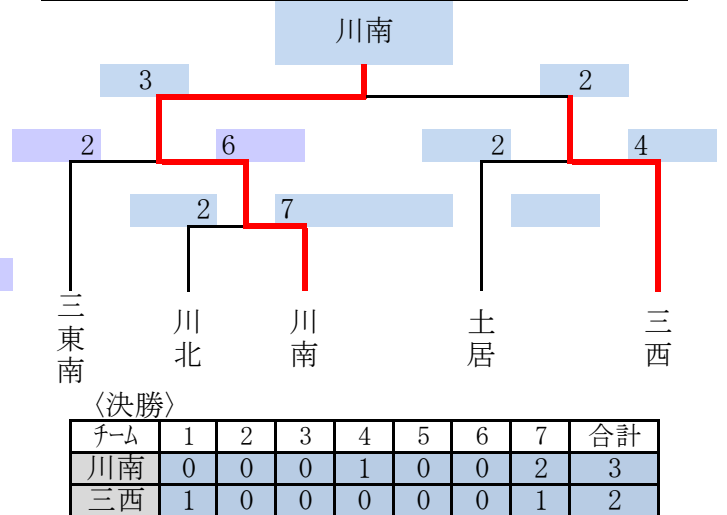 川南
3 2
2 6 2 4
2 7
三東南 川北 川南 土居 三西
〈決勝〉
チーム 1 2 3 4 5 6 7 合計
川南 0 0 0 1 0 0 2 3
三西 1 0 0 0 0 0 1 2